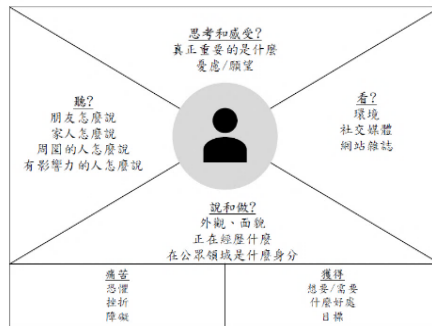 思考和感受?
真正重要的是什麼
憂慮/願望
聽?
朋友怎麼說
家人怎麼說
周圍的人怎麼說
有影響力的人怎麼說
看?
環境
社交媒體
網站雜誌
說和做?
外觀、面貌
正在經歷什麼
在公眾領域是什麼身分
痛苦
恐懼
挫折
障礙
獲得
想要/需要
什麼好處
目標